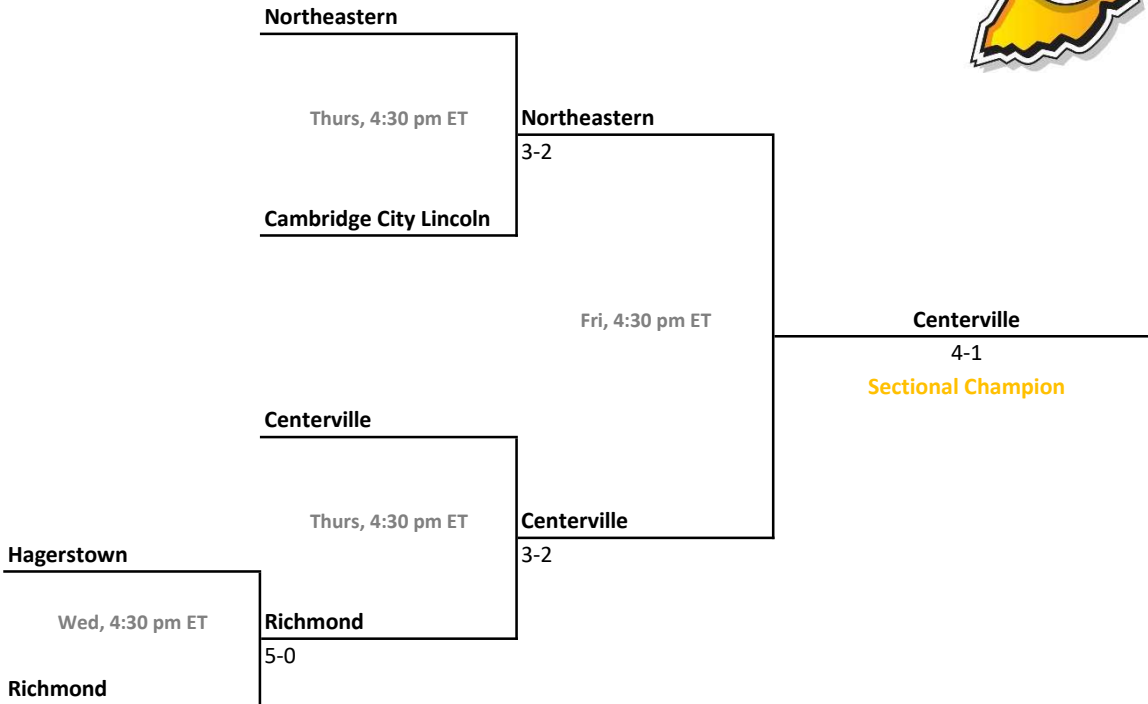 Northeastern
Thurs, 4:30 pm ET
Northeastern
3-2
Cambridge City Lincoln
Fri, 4:30 pm ET
Centerville
4-1
Sectional Champion
Centerville
Thurs, 4:30 pm ET
Centerville
3-2
Hagerstown
Wed, 4:30 pm ET
Richmond
5-0
Richmond